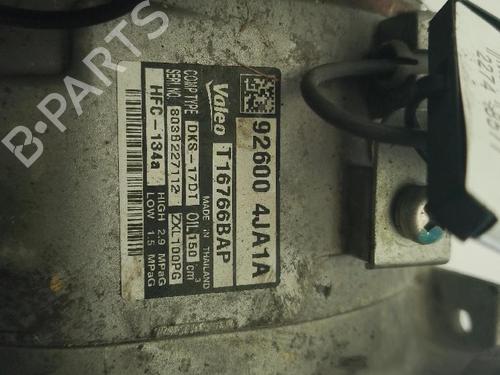 Valeo
92600 4JA1A
T16766BAP
MADE IN THAILAND
COMP.TYPE DKS-17DT OIL 150 cm³
SERI.NO. 8038227112 ZXL100PG
HFC-134a
HIGH 2.9 MPaG
LOW 1.5 MPaG
B-PARTS